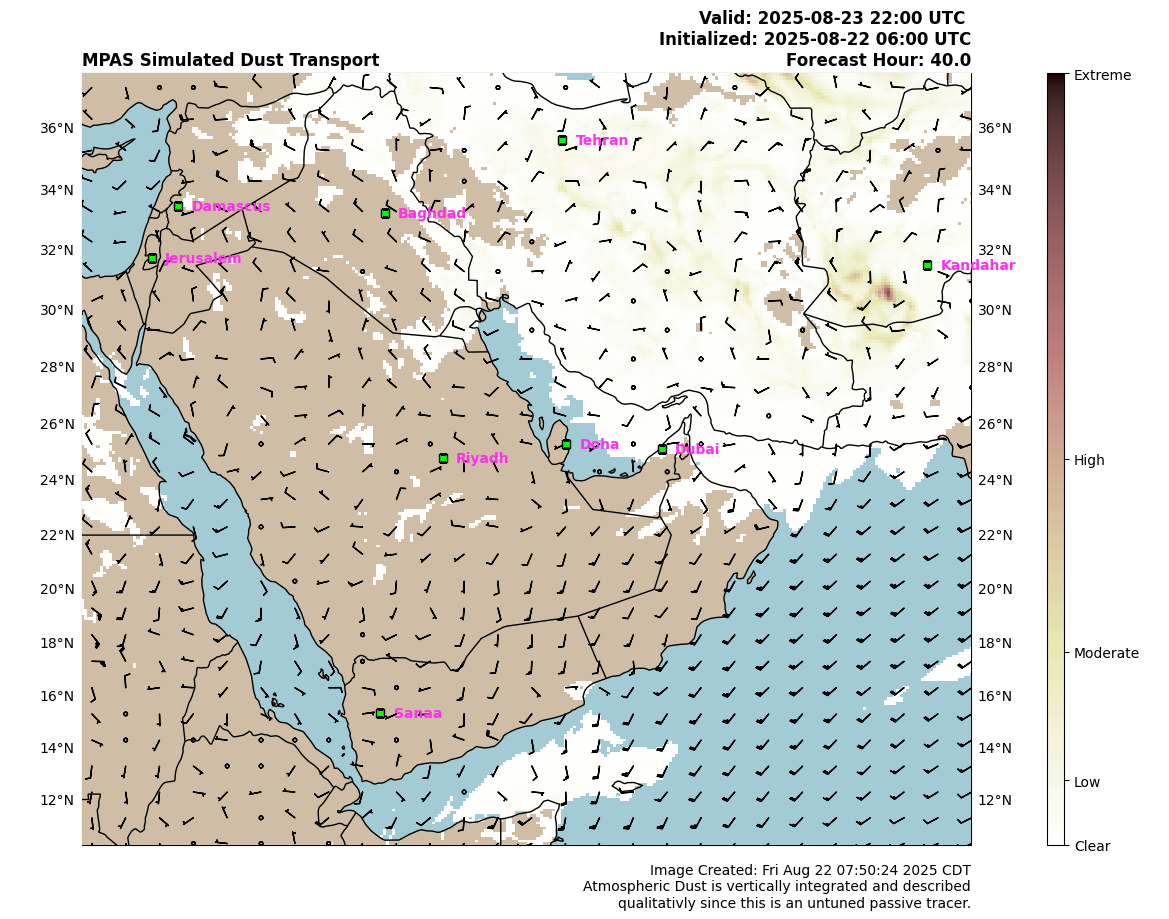 Valid: 2025-08-23 22:00 UTC
Initialized: 2025-08-22 06:00 UTC
MPAS Simulated Dust Transport
Forecast Hour: 40.0
Extreme
36°N
Tehran
36°N
34°N
34°N
Damascus
Baghdad
32°N
32°N
Jerusalem
Kandahar
30°N
30°N
28°N
28°N
26°N
26°N
Doha
Dubai
Riyadh
High
24°N
24°N
22°N
22°N
20°N
20°N
18°N
18°N
Moderate
16°N
16°N
Sanaa
14°N
14°N
Low
12°N
12°N
Clear
Image Created: Fri Aug 22 07:50:24 2025 CDT
Atmospheric Dust is vertically integrated and described
qualitativly since this is an untuned passive tracer.